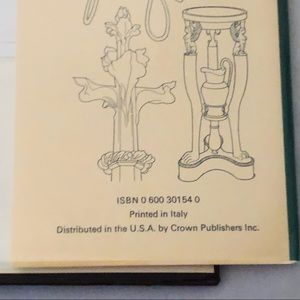 ISBN 0 600 30154 0
Printed in Italy
Distributed in the U.S.A. by Crown Publishers Inc.